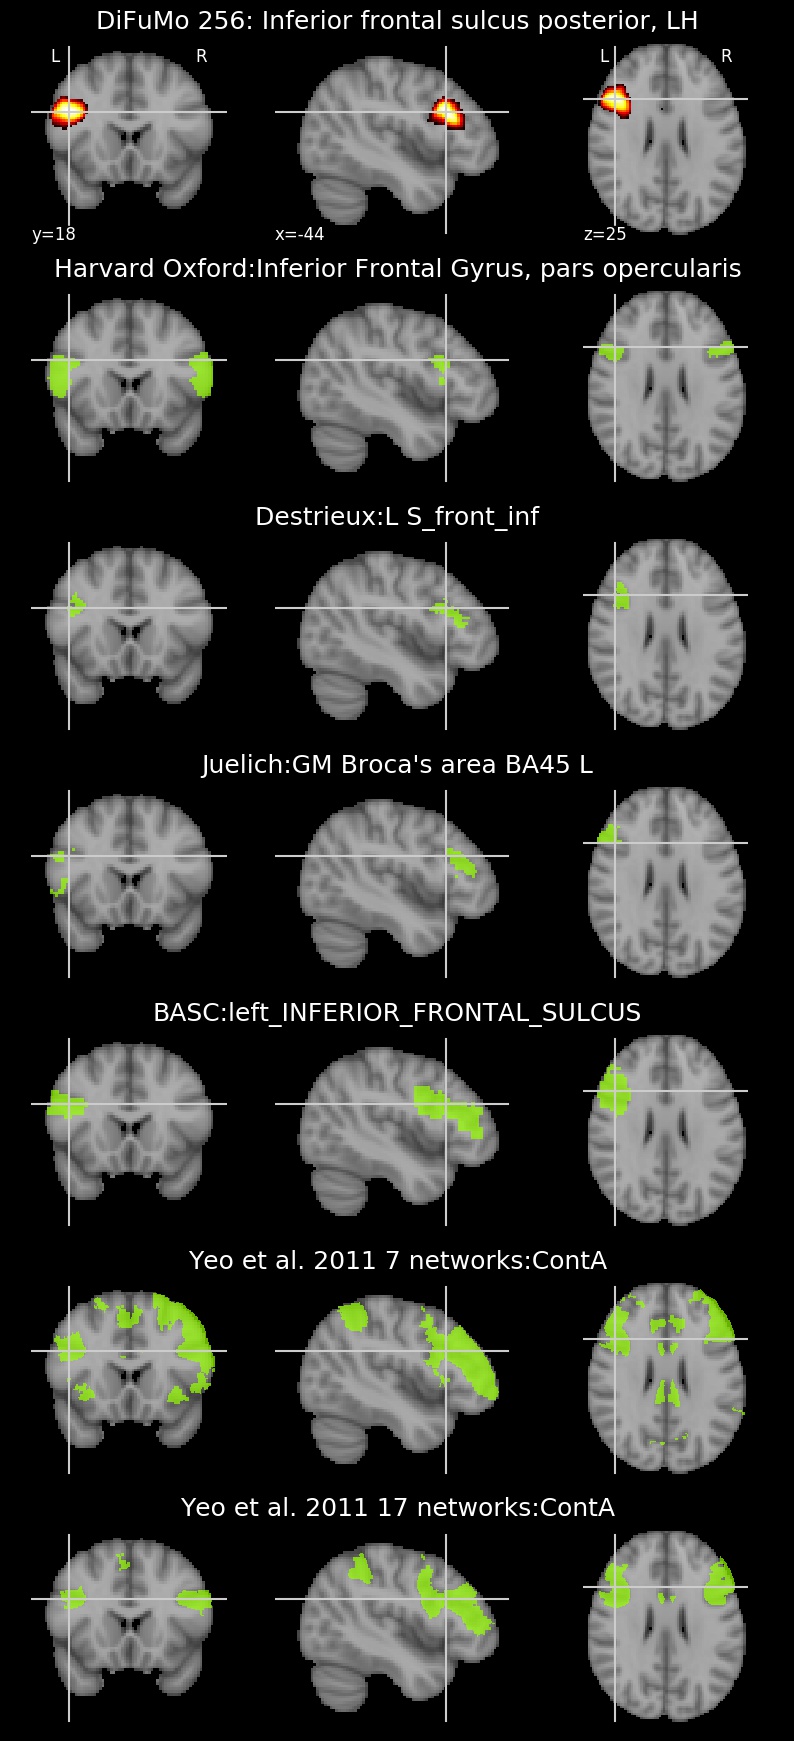 DiFuMo 256: Inferior frontal sulcus posterior, LH
L R L R
y=18 x=-44 z=25
Harvard Oxford:Inferior Frontal Gyrus, pars opercularis
Destrieux:L S_front_inf
Juelich:GM Broca's area BA45 L
BASC:left_INFERIOR_FRONTAL_SULCUS
Yeo et al. 2011 7 networks:ContA
Yeo et al. 2011 17 networks:ContA